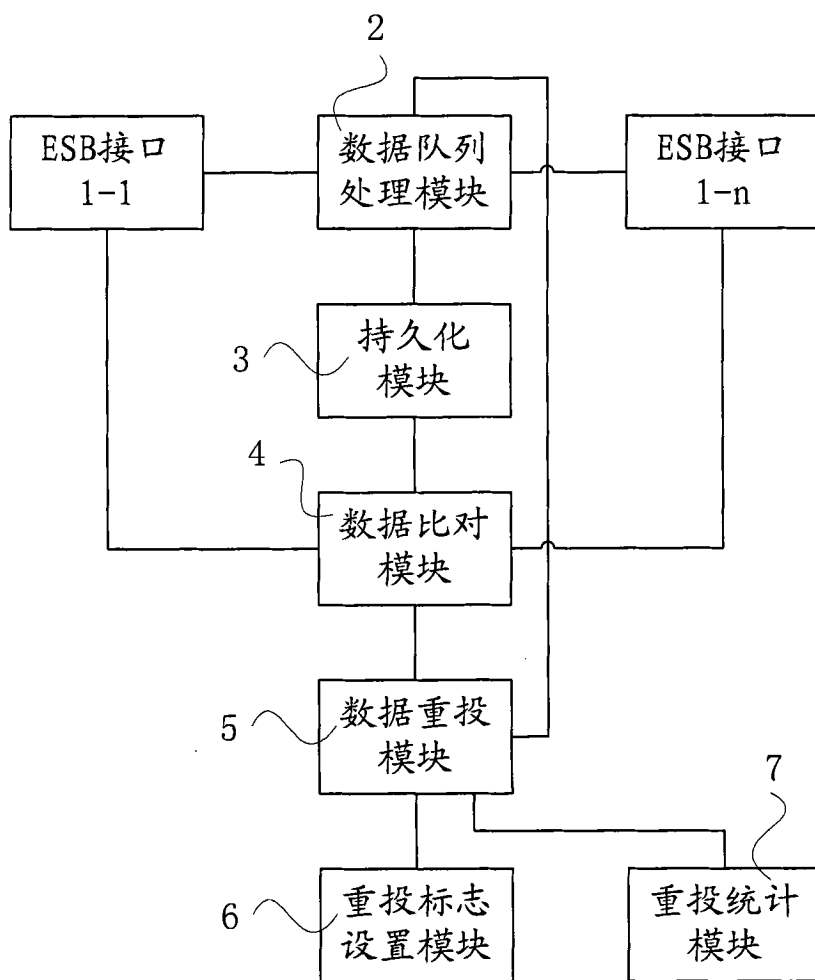 2
ESB接口
1-1
数据队列
处理模块
ESB接口
1-n
3
持久化
模块
4
数据比对
模块
5
数据重投
模块
7
6
重投标志
设置模块
重投统计
模块